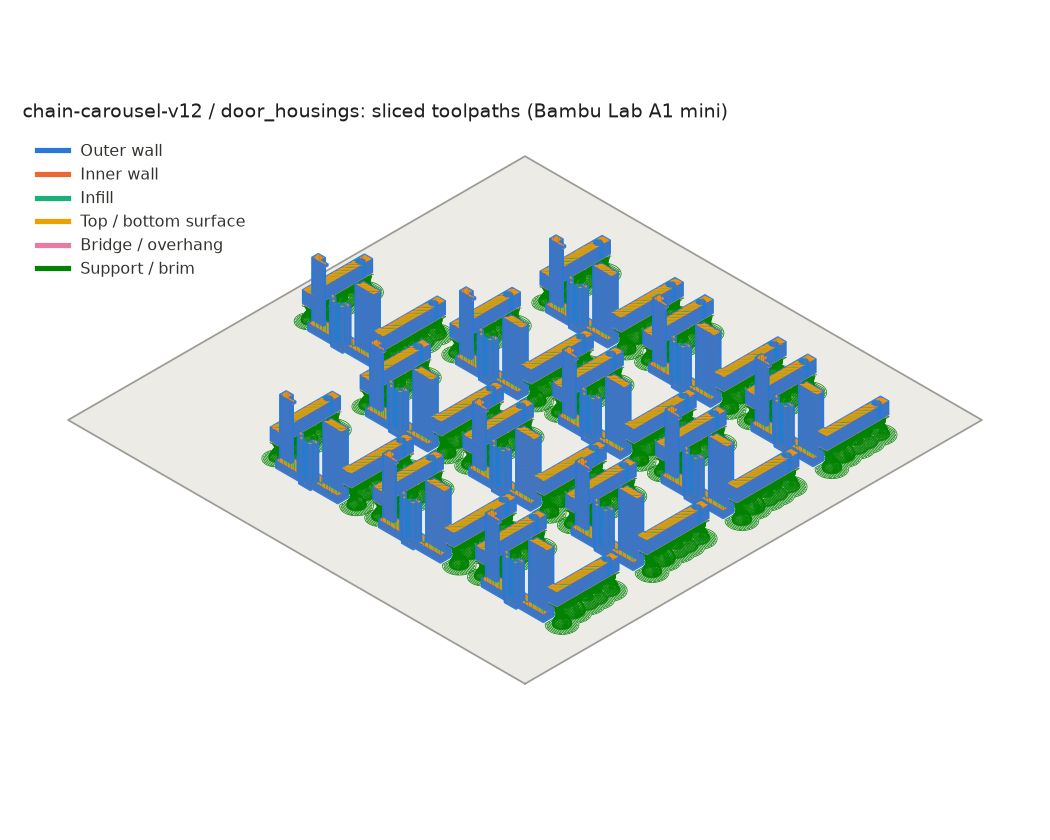 chain-carousel-v12 / door_housings: sliced toolpaths (Bambu Lab A1 mini)
Outer wall
Inner wall
Infill
Top / bottom surface
Bridge / overhang
Support / brim